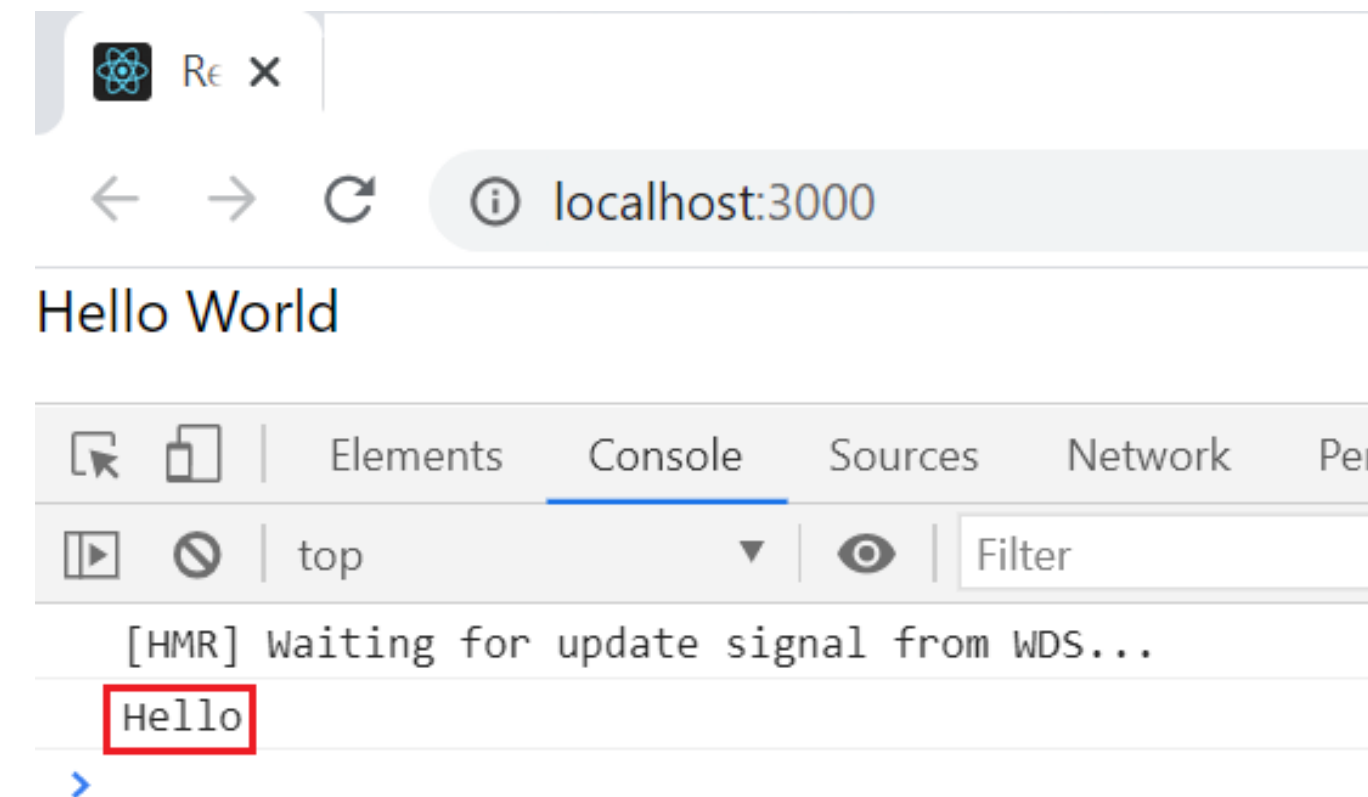 Re
localhost:3000
Hello World
Elements Console Sources Network Per
top Filter
[HMR] Waiting for update signal from WDS...
Hello